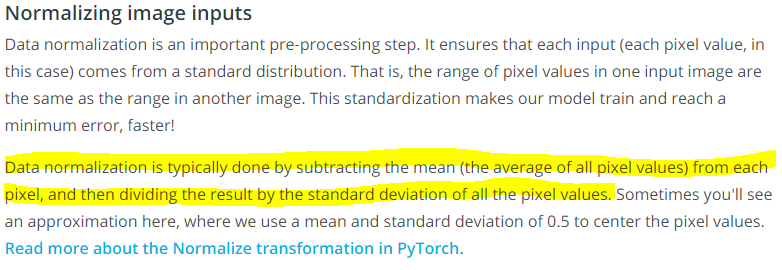 Normalizing image inputs
Data normalization is an important pre-processing step. It ensures that each input (each pixel value, in
this case) comes from a standard distribution. That is, the range of pixel values in one input image are
the same as the range in another image. This standardization makes our model train and reach a
minimum error, faster!
Data normalization is typically done by subtracting the mean (the average of all pixel values) from each
pixel, and then dividing the result by the standard deviation of all the pixel values. Sometimes you'll see
an approximation here, where we use a mean and standard deviation of 0.5 to center the pixel values.
Read more about the Normalize transformation in PyTorch.